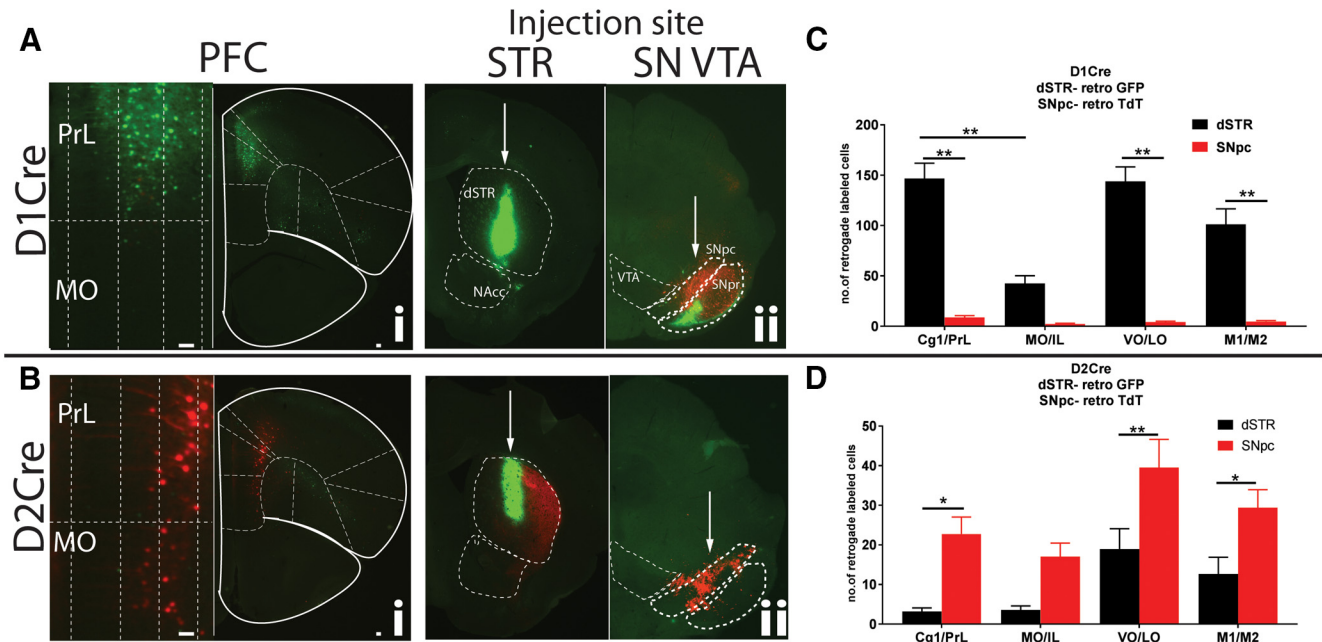 A
PFC
Injection site
STR
SN VTA
D1Cre
PrL
MO
i
dSTR
NAcc
VTA
SNpc
SNpr
ii
C
D1Cre
dSTR- retro GFP
SNpc- retro TdT
no.of retrogade labeled cells
200
150
100
50
0
**
**
**
**
dSTR
SNpc
Cg1/PrL
MO/IL
VO/LO
M1/M2
B
D2Cre
PrL
MO
i
ii
D
D2Cre
dSTR- retro GFP
SNpc- retro TdT
no.of retrogade labeled cells
50
40
30
20
10
0
*
**
*
dSTR
SNpc
Cg1/PrL
MO/IL
VO/LO
M1/M2